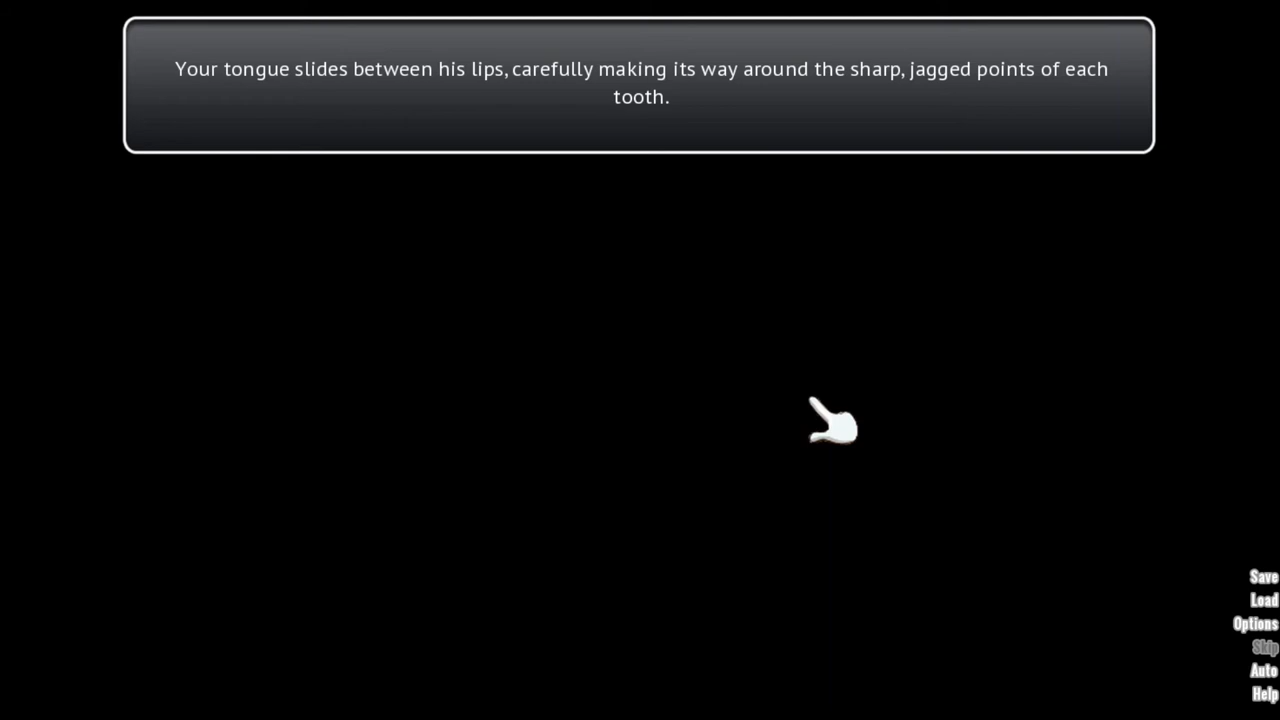 Your tongue slides between his lips, carefully making its way around the sharp, jagged points of each
tooth.
Save
Load
Options
Skip
Auto
Help